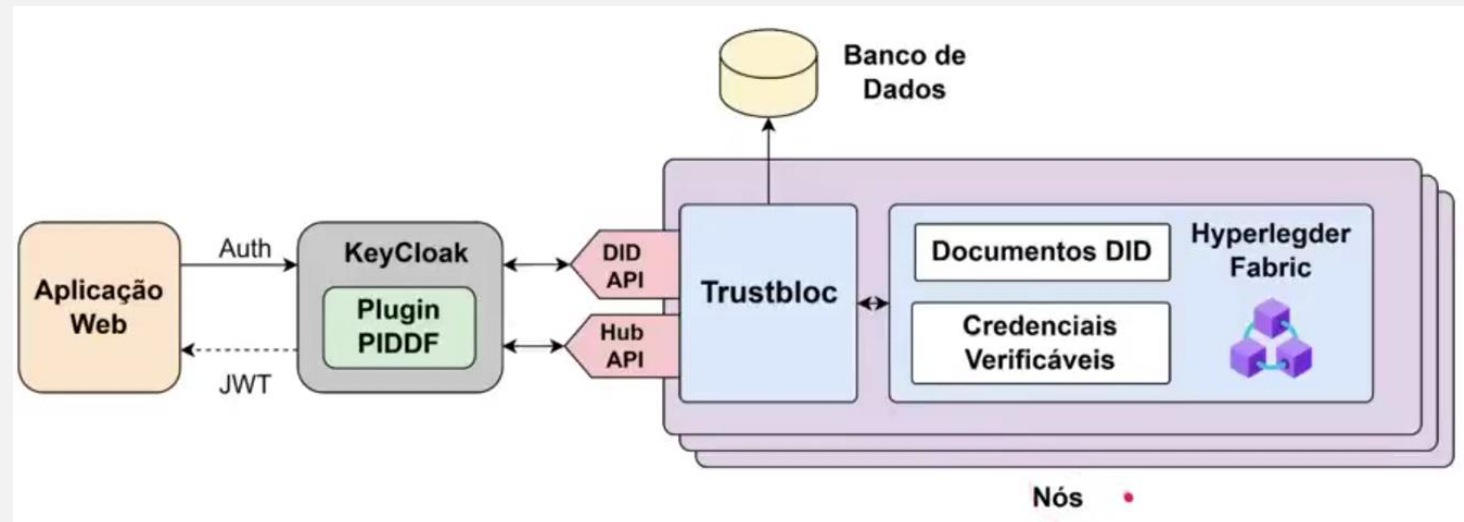 Banco de
Dados
Aplicação
Web
Auth
JWT
KeyCloak
Plugin
PIDDF
DID
API
Hub
API
Trustbloc
Documentos DID
Credenciais
Verificáveis
Hyperlegder
Fabric
Nós